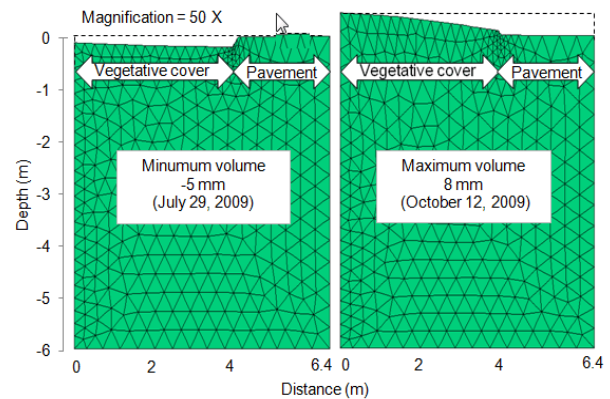 Magnification = 50 X
Depth (m)
0
-1
-2
-3
-4
-5
-6
Vegetative cover
Pavement
Minumum volume
-5 mm
(July 29, 2009)
0
2
4
6.4
Vegetative cover
Pavement
Maximum volume
8 mm
(October 12, 2009)
0
2
4
6.4
Distance (m)